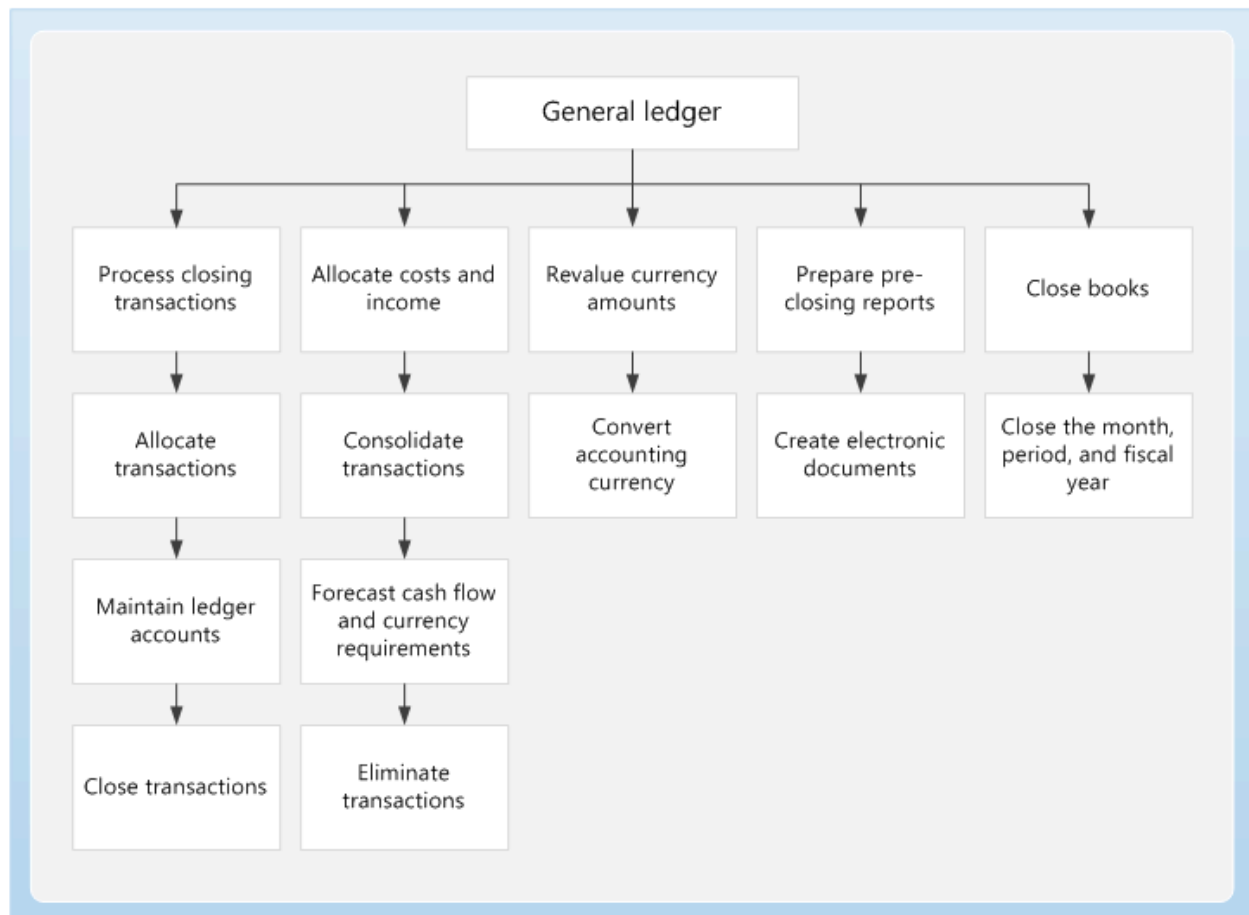 General ledger
Process closing
transactions
Allocate costs and
income
Revalue currency
amounts
Prepare pre-
closing reports
Close books
Allocate
transactions
Consolidate
transactions
Convert
accounting
currency
Create electronic
documents
Close the month,
period, and fiscal
year
Maintain ledger
accounts
Forecast cash flow
and currency
requirements
Close transactions
Eliminate
transactions